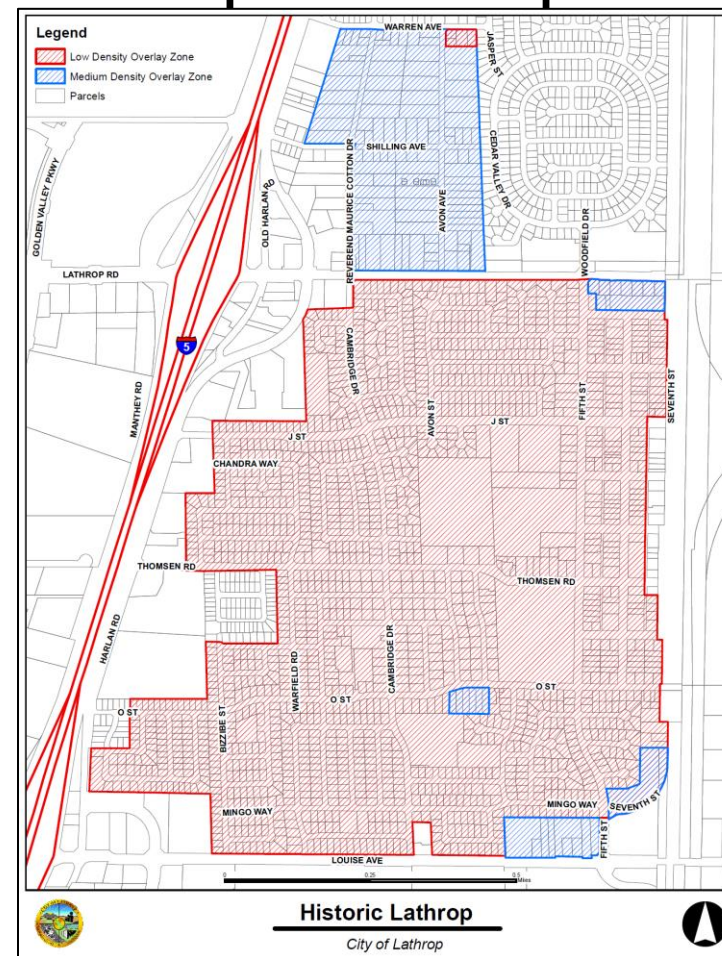 Legend
Low Density Overlay Zone
Medium Density Overlay Zone
Parcels
WARREN AVE
JASPER ST
SHILLING AVE
REVEREND MAURICE COTTON DR
AVON AVE
CEDAR VALLEY DR
GOLDEN VALLEY PKWY
OLD HARLAN RD
WOODFIELD DR
LATHROP RD
5
CAMBRIDGE DR
MANTHEY RD
AVON ST
FIFTH ST
SEVENTH ST
J ST
J ST
CHANDRA WAY
THOMSEN RD
THOMSEN RD
HARLAN RD
WARFIELD RD
CAMBRIDGE DR
O ST
O ST
O ST
BIZZIBE ST
MINGO WAY
MINGO WAY
SEVENTH ST
FIFTH ST
LOUISE AVE
0 0.25 0.5
Miles
Historic Lathrop
City of Lathrop